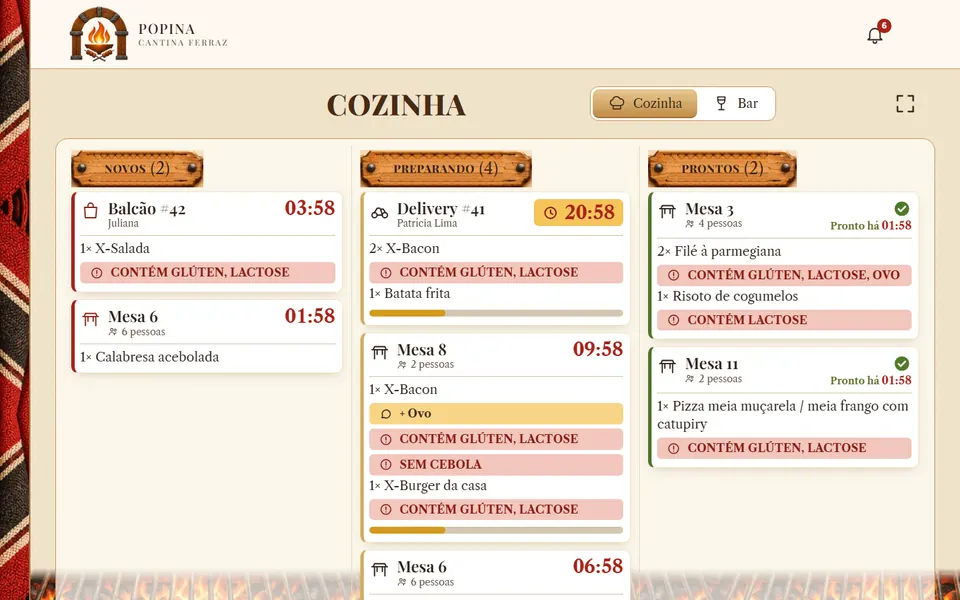 POPINA
CANTINA FERRAZ
6
COZINHA
Cozinha
Bar
NOVOS (2)
Balcão #42
Juliana
03:58
1× X-Salada
CONTÉM GLÚTEN, LACTOSE
Mesa 6
6 pessoas
01:58
1× Calabresa acebolada
PREPARANDO (4)
Delivery #41
Patrícia Lima
20:58
2× X-Bacon
CONTÉM GLÚTEN, LACTOSE
1× Batata frita
Mesa 8
2 pessoas
09:58
1× X-Bacon
+ Ovo
CONTÉM GLÚTEN, LACTOSE
SEM CEBOLA
1× X-Burger da casa
CONTÉM GLÚTEN, LACTOSE
Mesa 6
6 pessoas
06:58
PRONTOS (2)
Mesa 3
4 pessoas
Pronto há 01:58
2× Filé à parmegiana
CONTÉM GLÚTEN, LACTOSE, OVO
1× Risoto de cogumelos
CONTÉM LACTOSE
Mesa 11
2 pessoas
Pronto há 01:58
1× Pizza meia muçarela / meia frango com
catupiry
CONTÉM GLÚTEN, LACTOSE